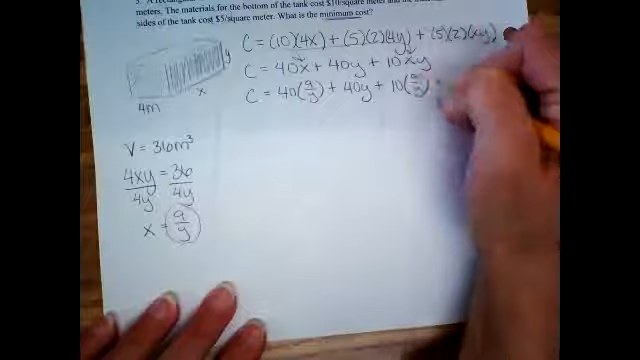 meters. The materials for the bottom of the tank cost $10/square meter and the
sides of the tank cost $5/square meter. What is the minimum cost?
C = (10)(4x) + (5)(2)(4y) + (5)(2)(xy)
C = 40x + 40y + 10xy
C = 40(9/y) + 40y + 10(9/y)
y
x
4m
V = 36m³
4xy = 36
4y 4y
x = 9/y